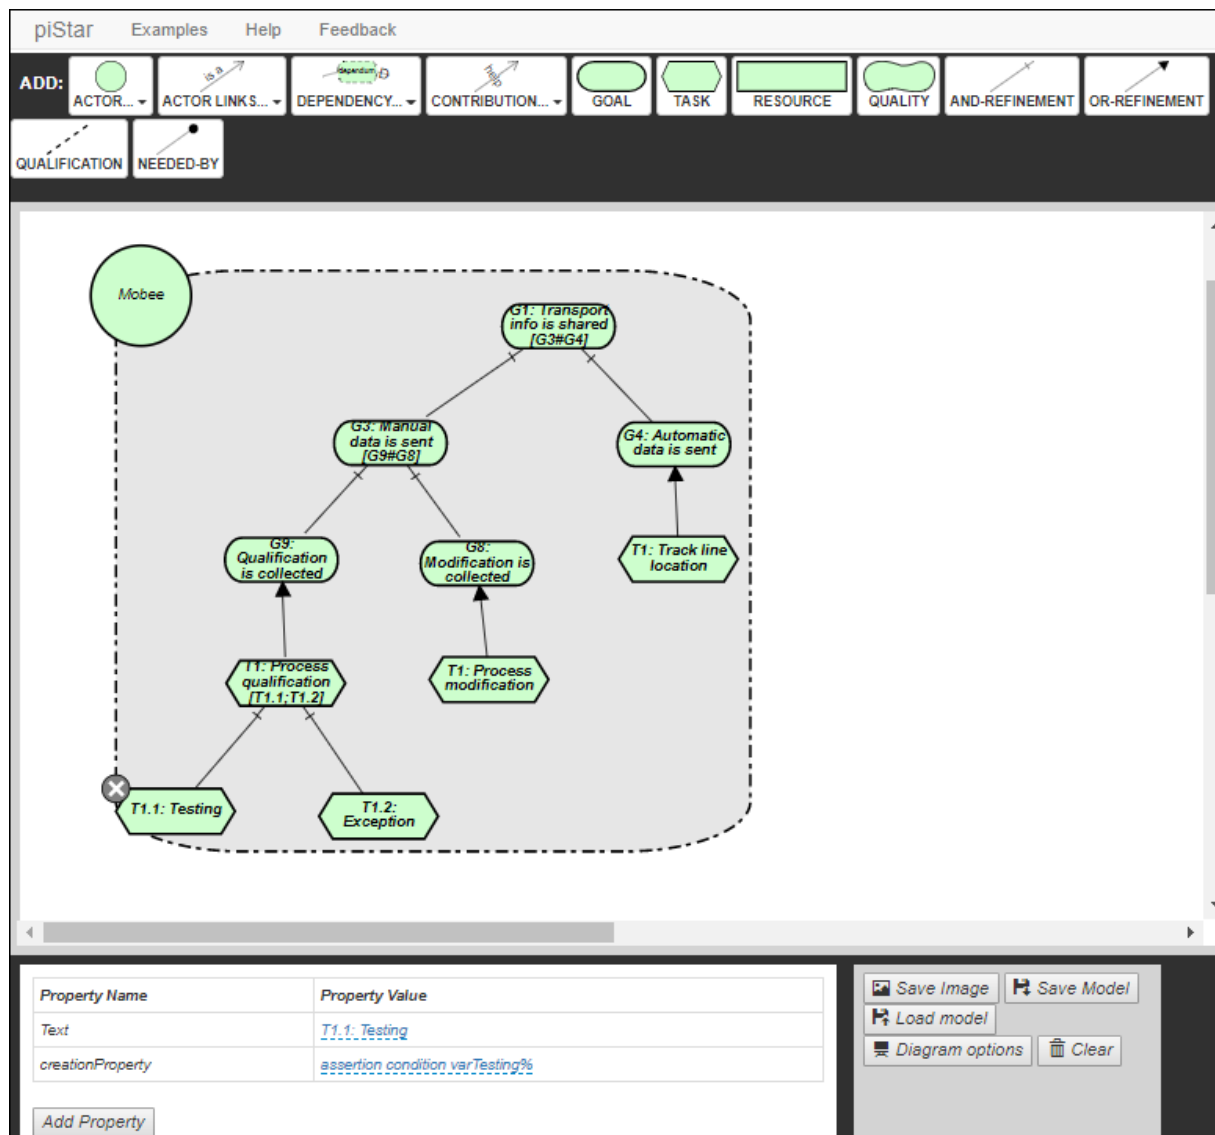 piStar Examples Help Feedback
ADD: ACTOR... ACTOR LINKS... DEPENDENCY... CONTRIBUTION... GOAL TASK RESOURCE QUALITY AND-REFINEMENT OR-REFINEMENT
is a
dependum
help
QUALIFICATION NEEDED-BY
Mobee
G1: Transport
info is shared
[G3#G4]
G3: Manual
data is sent
[G9#G8]
G4: Automatic
data is sent
G9:
Qualification
is collected
G8:
Modification is
collected
T1: Track line
location
T1: Process
qualification
[T1.1;T1.2]
T1: Process
modification
T1.1: Testing
T1.2:
Exception
Property Name Property Value
Text T1.1: Testing
creationProperty assertion condition varTesting%
Add Property
Save Image Save Model
Load model
Diagram options Clear